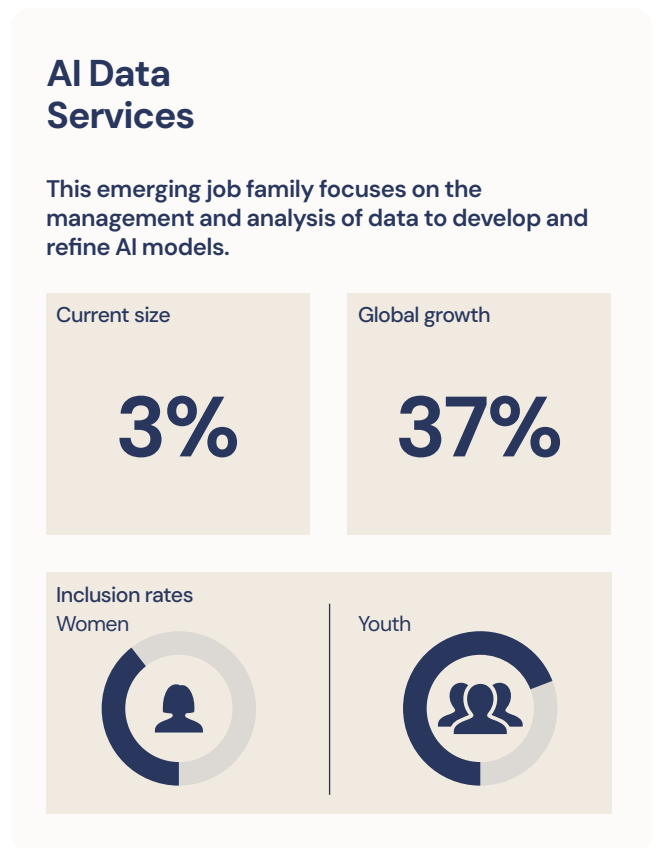 AI Data
Services
This emerging job family focuses on the
management and analysis of data to develop and
refine AI models.
Current size
3%
Global growth
37%
Inclusion rates
Women
Youth